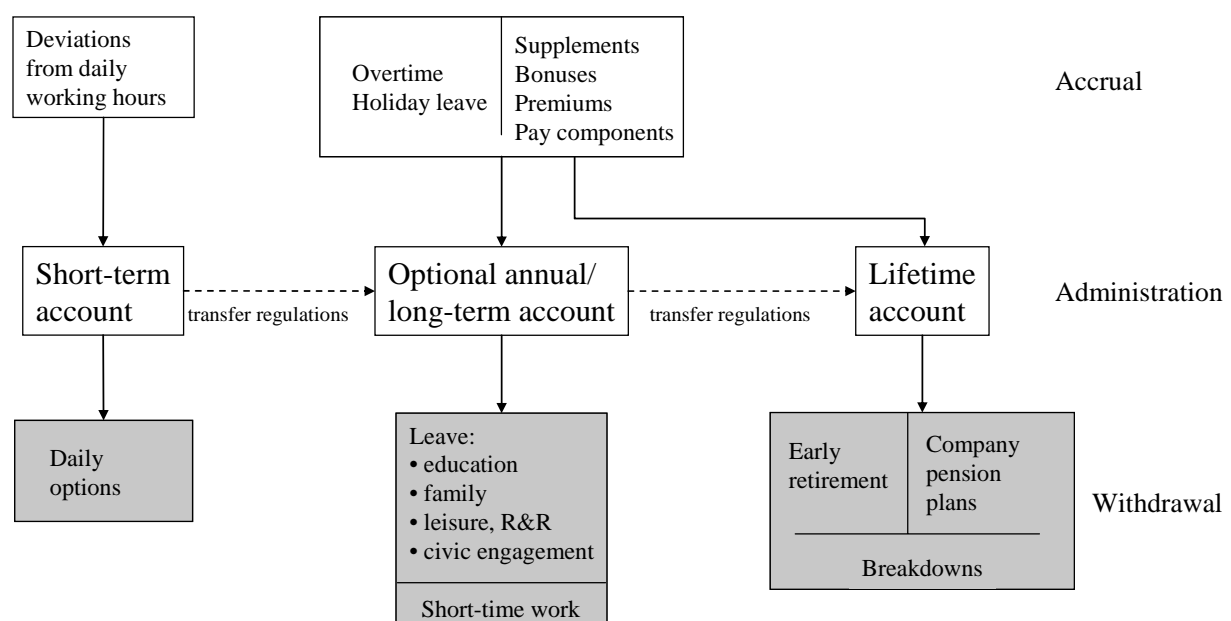 Deviations
from daily
working hours
Overtime
Holiday leave
Supplements
Bonuses
Premiums
Pay components
Accrual
Short-term
account
transfer regulations
Optional annual/
long-term account
transfer regulations
Lifetime
account
Administration
Daily
options
Leave:
• education
• family
• leisure, R&R
• civic engagement
Short-time work
Early
retirement
Company
pension
plans
Breakdowns
Withdrawal